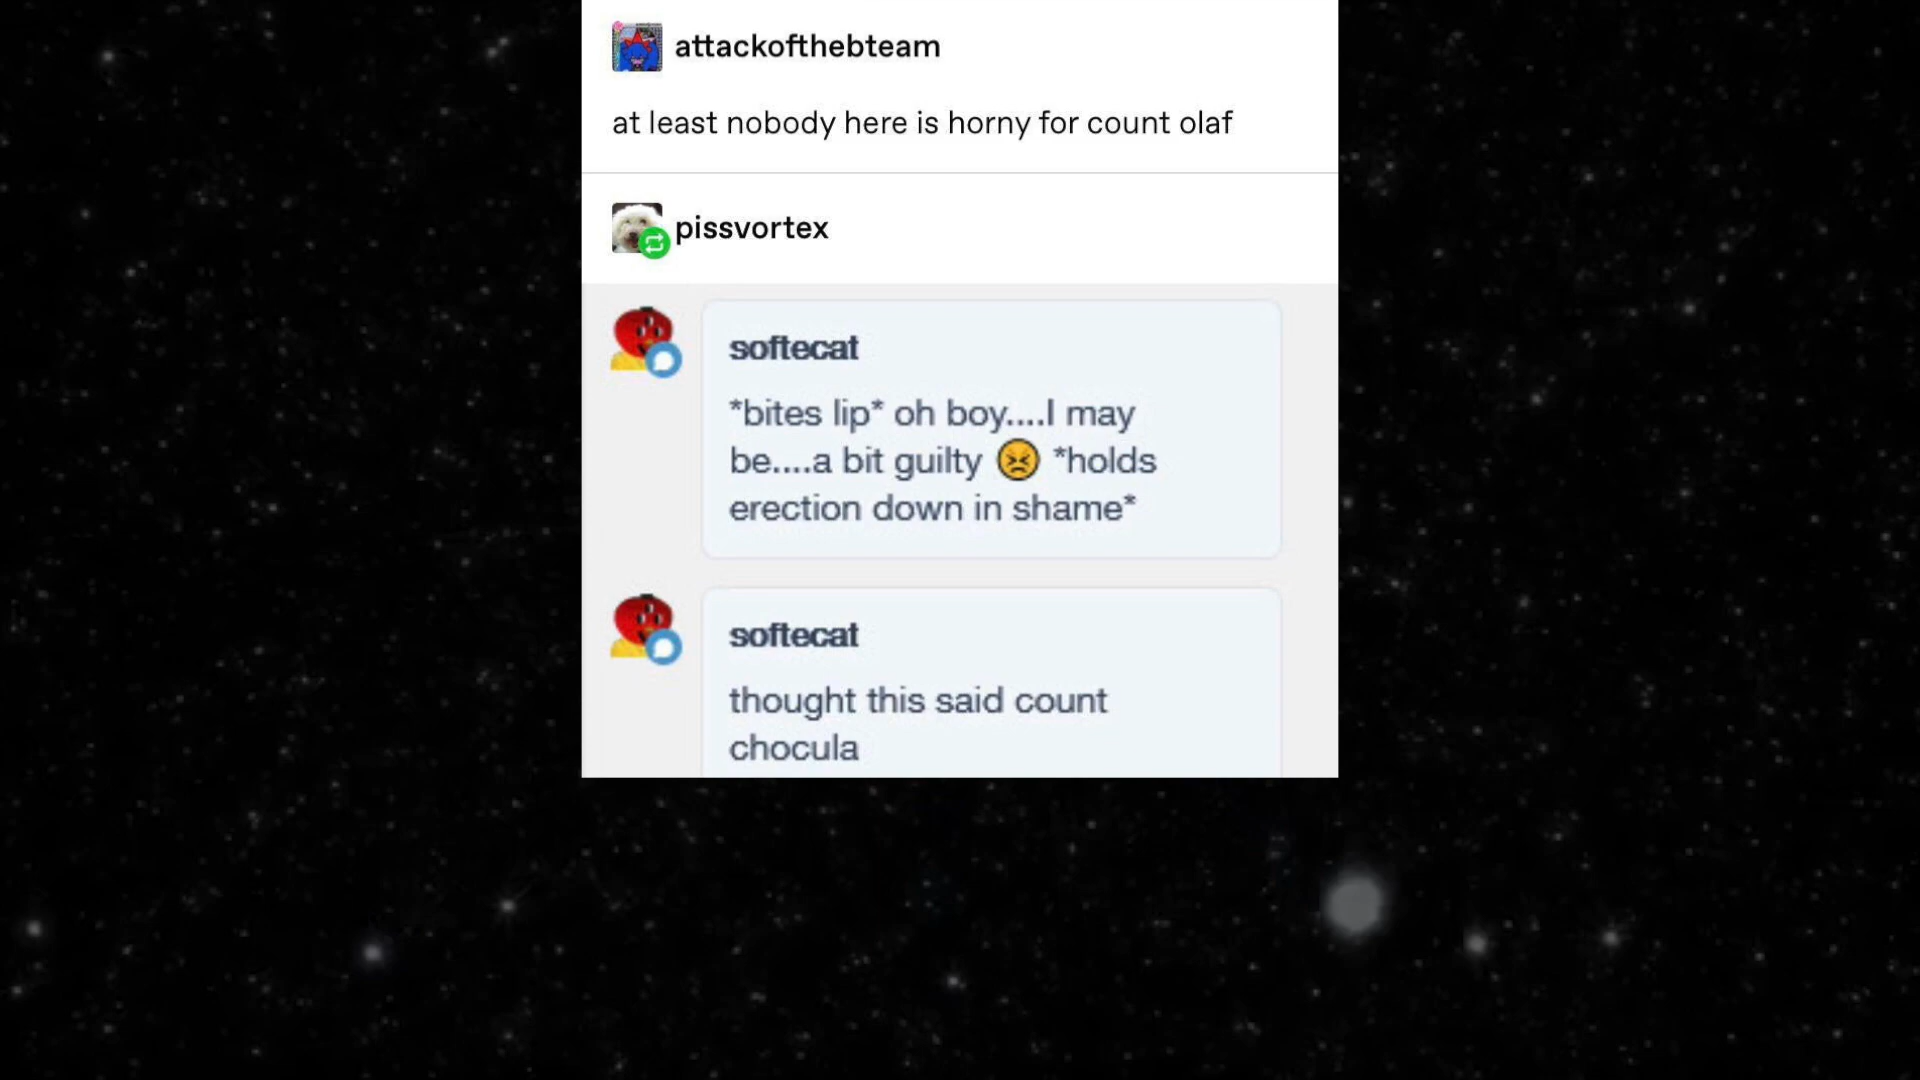 attackofthebteam
at least nobody here is horny for count olaf
pissvortex
softecat
*bites lip* oh boy....I may
be....a bit guilty 😣 *holds
erection down in shame*
softecat
thought this said count
chocula